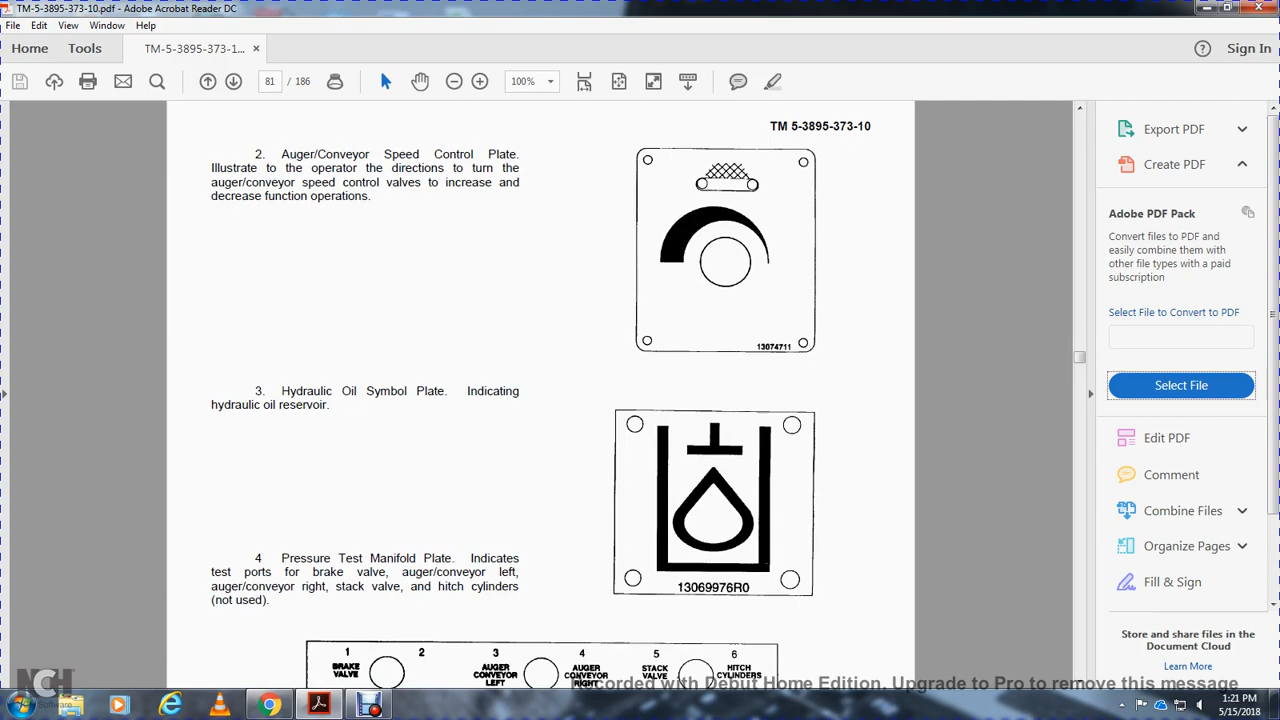 TM-5-3895-373-10.pdf - Adobe Acrobat Reader DC
File Edit View Window Help
Home Tools TM-5-3895-373-1... × Sign In
81 / 186 100%
TM 5-3895-373-10
2. Auger/Conveyor Speed Control Plate.
Illustrate to the operator the directions to turn the
auger/conveyor speed control valves to increase and
decrease function operations.
13074711
3. Hydraulic Oil Symbol Plate. Indicating
hydraulic oil reservoir.
13069976R0
4 Pressure Test Manifold Plate. Indicates
test ports for brake valve, auger/conveyor left,
auger/conveyor right, stack valve, and hitch cylinders
(not used).
1 2 3 4 5 6
BRAKE VALVE
AUGER CONVEYOR LEFT
AUGER CONVEYOR RIGHT
STACK VALVE
HITCH CYLINDERS
Export PDF
Create PDF
Adobe PDF Pack
Convert files to PDF and
easily combine them with
other file types with a paid
subscription
Select File to Convert to PDF
Select File
Edit PDF
Comment
Combine Files
Organize Pages
Fill & Sign
Store and share files in the
Document Cloud
Learn More
NCH
Software
Recorded with Debut Home Edition. Upgrade to Pro to remove this message
1:21 PM
5/15/2018